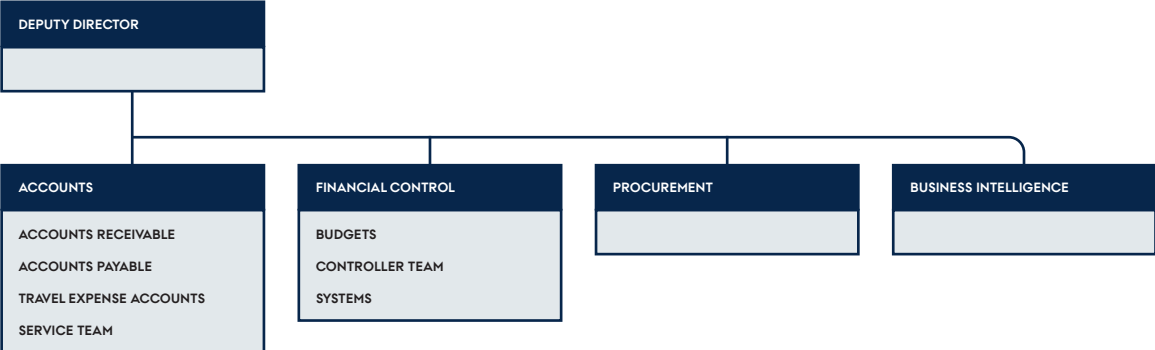 DEPUTY DIRECTOR
ACCOUNTS
ACCOUNTS RECEIVABLE
ACCOUNTS PAYABLE
TRAVEL EXPENSE ACCOUNTS
SERVICE TEAM
FINANCIAL CONTROL
BUDGETS
CONTROLLER TEAM
SYSTEMS
PROCUREMENT
BUSINESS INTELLIGENCE